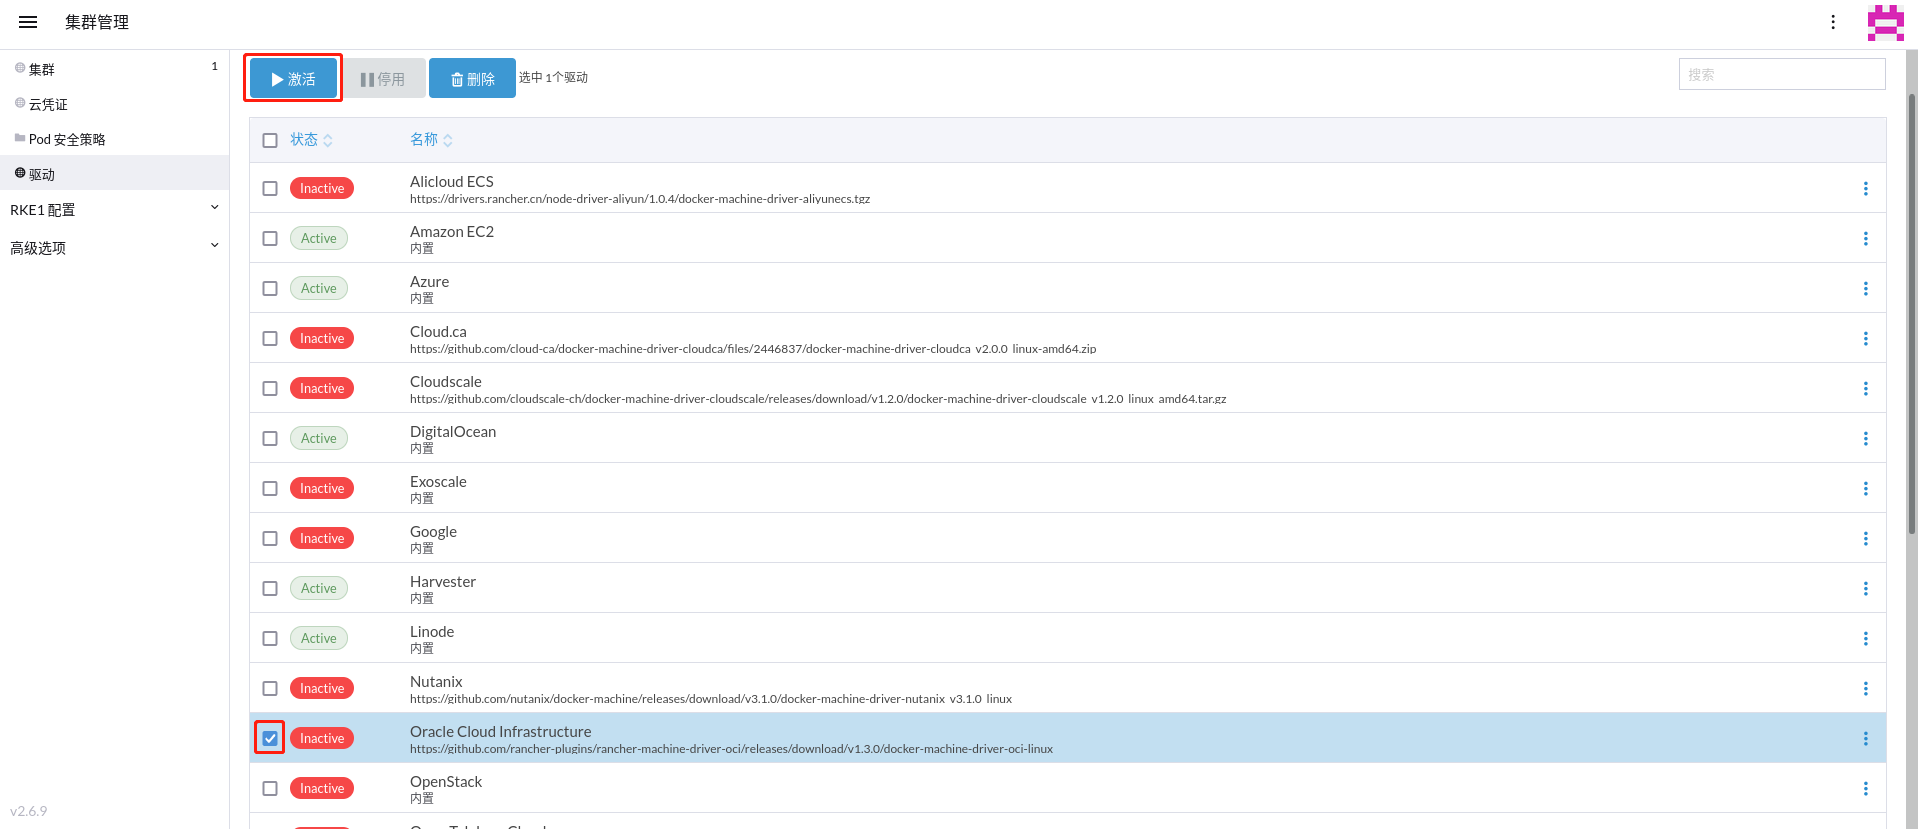 集群管理
集群 1
云凭证
Pod 安全策略
驱动
RKE1 配置
高级选项
v2.6.9
激活 停用 删除 选中 1个驱动 搜索
状态 名称
Inactive Alicloud ECS
https://drivers.rancher.cn/node-driver-aliyun/1.0.4/docker-machine-driver-aliyunecs.tgz
Active Amazon EC2
内置
Active Azure
内置
Inactive Cloud.ca
https://github.com/cloud-ca/docker-machine-driver-cloudca/files/2446837/docker-machine-driver-cloudca_v2.0.0_linux-amd64.zip
Inactive Cloudscale
https://github.com/cloudscale-ch/docker-machine-driver-cloudscale/releases/download/v1.2.0/docker-machine-driver-cloudscale_v1.2.0_linux_amd64.tar.gz
Active DigitalOcean
内置
Inactive Exoscale
内置
Inactive Google
内置
Active Harvester
内置
Active Linode
内置
Inactive Nutanix
https://github.com/nutanix/docker-machine/releases/download/v3.1.0/docker-machine-driver-nutanix_v3.1.0_linux
Inactive Oracle Cloud Infrastructure
https://github.com/rancher-plugins/rancher-machine-driver-oci/releases/download/v1.3.0/docker-machine-driver-oci-linux
Inactive OpenStack
内置